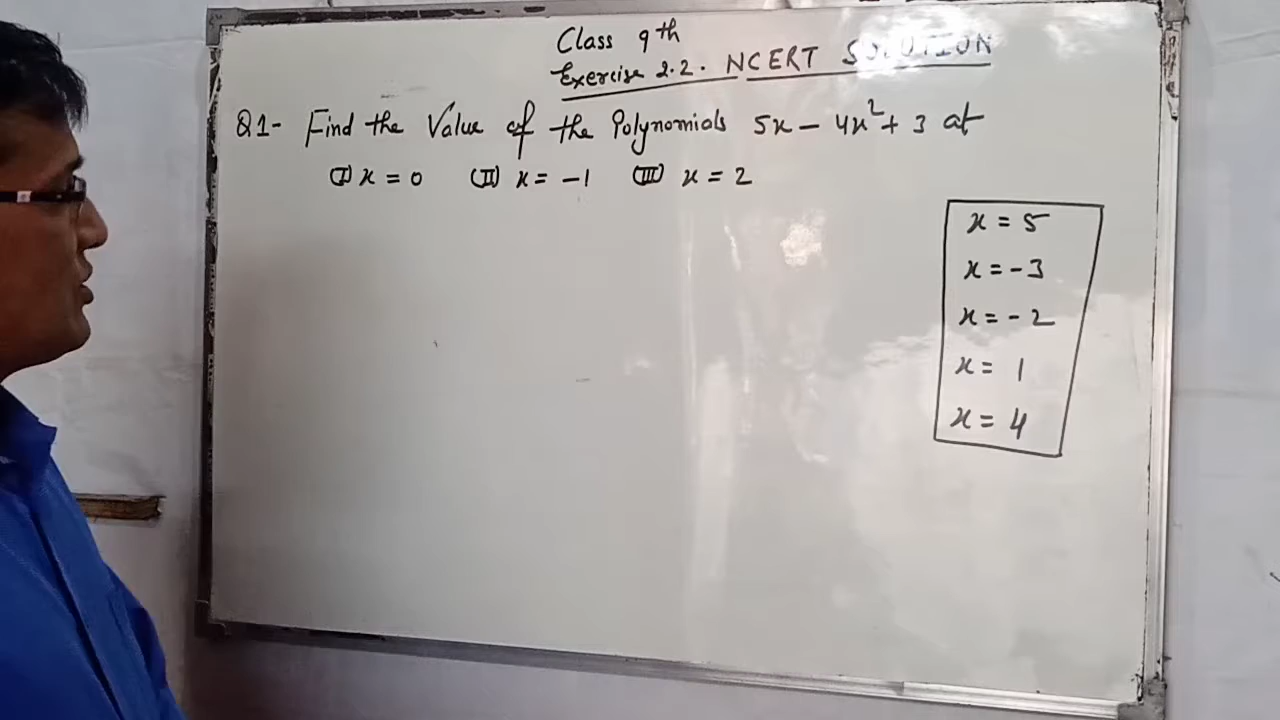 Class 9th
Exercise 2.2. NCERT SOLUTION
Q1- Find the Value of the Polynomials 5x - 4x² + 3 at
(I) x = 0 (II) x = -1 (III) x = 2
x = 5
x = -3
x = -2
x = 1
x = 4